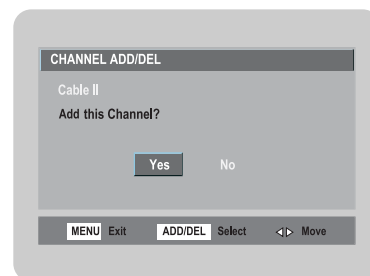 CHANNEL ADD/DEL
Cable II
Add this Channel?
Yes No
MENU Exit ADD/DEL Select ◁▷ Move